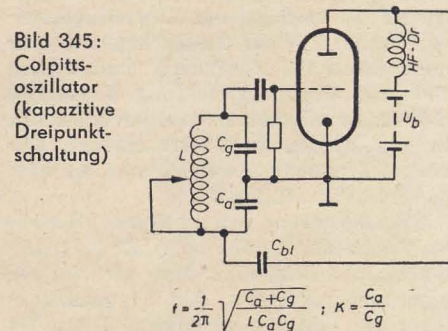 Bild 345:
Colpitts-
oszillator
(kapazitive
Dreipunkt-
schaltung)
HF-Dr
U_b
L
C_g
C_a
C_bl
f = 1/2π √((C_a + C_g)/(L C_a C_g)) ; K = C_a/C_g